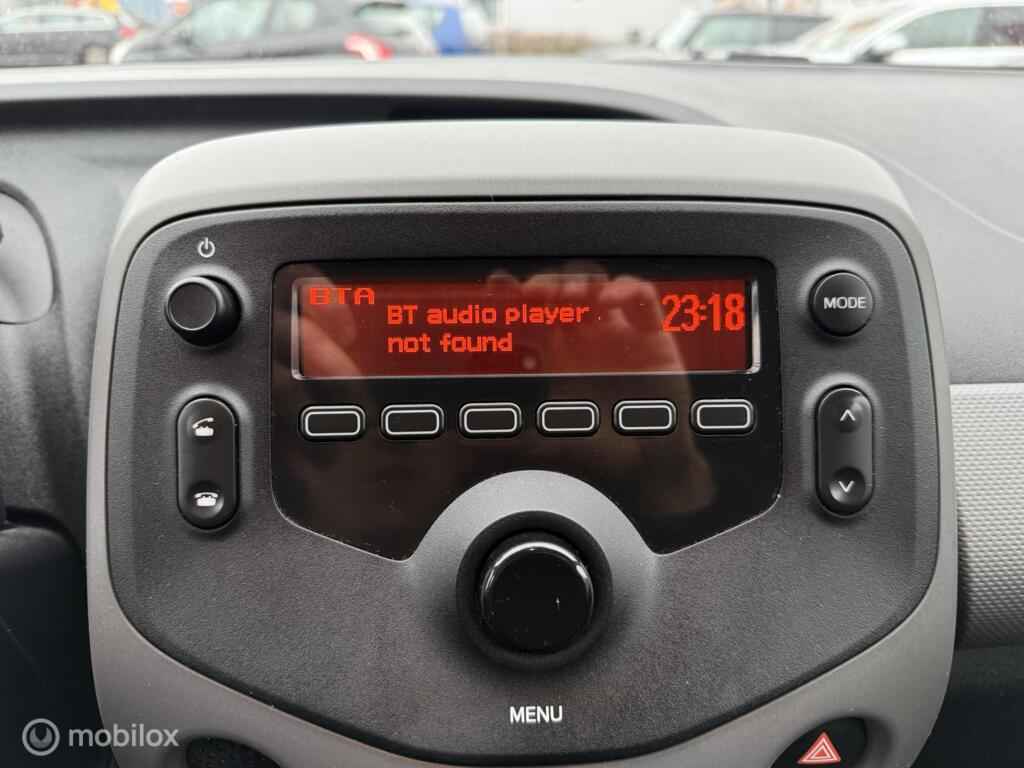 BTA
BT audio player
not found
23:18
MODE
MENU
mobilox